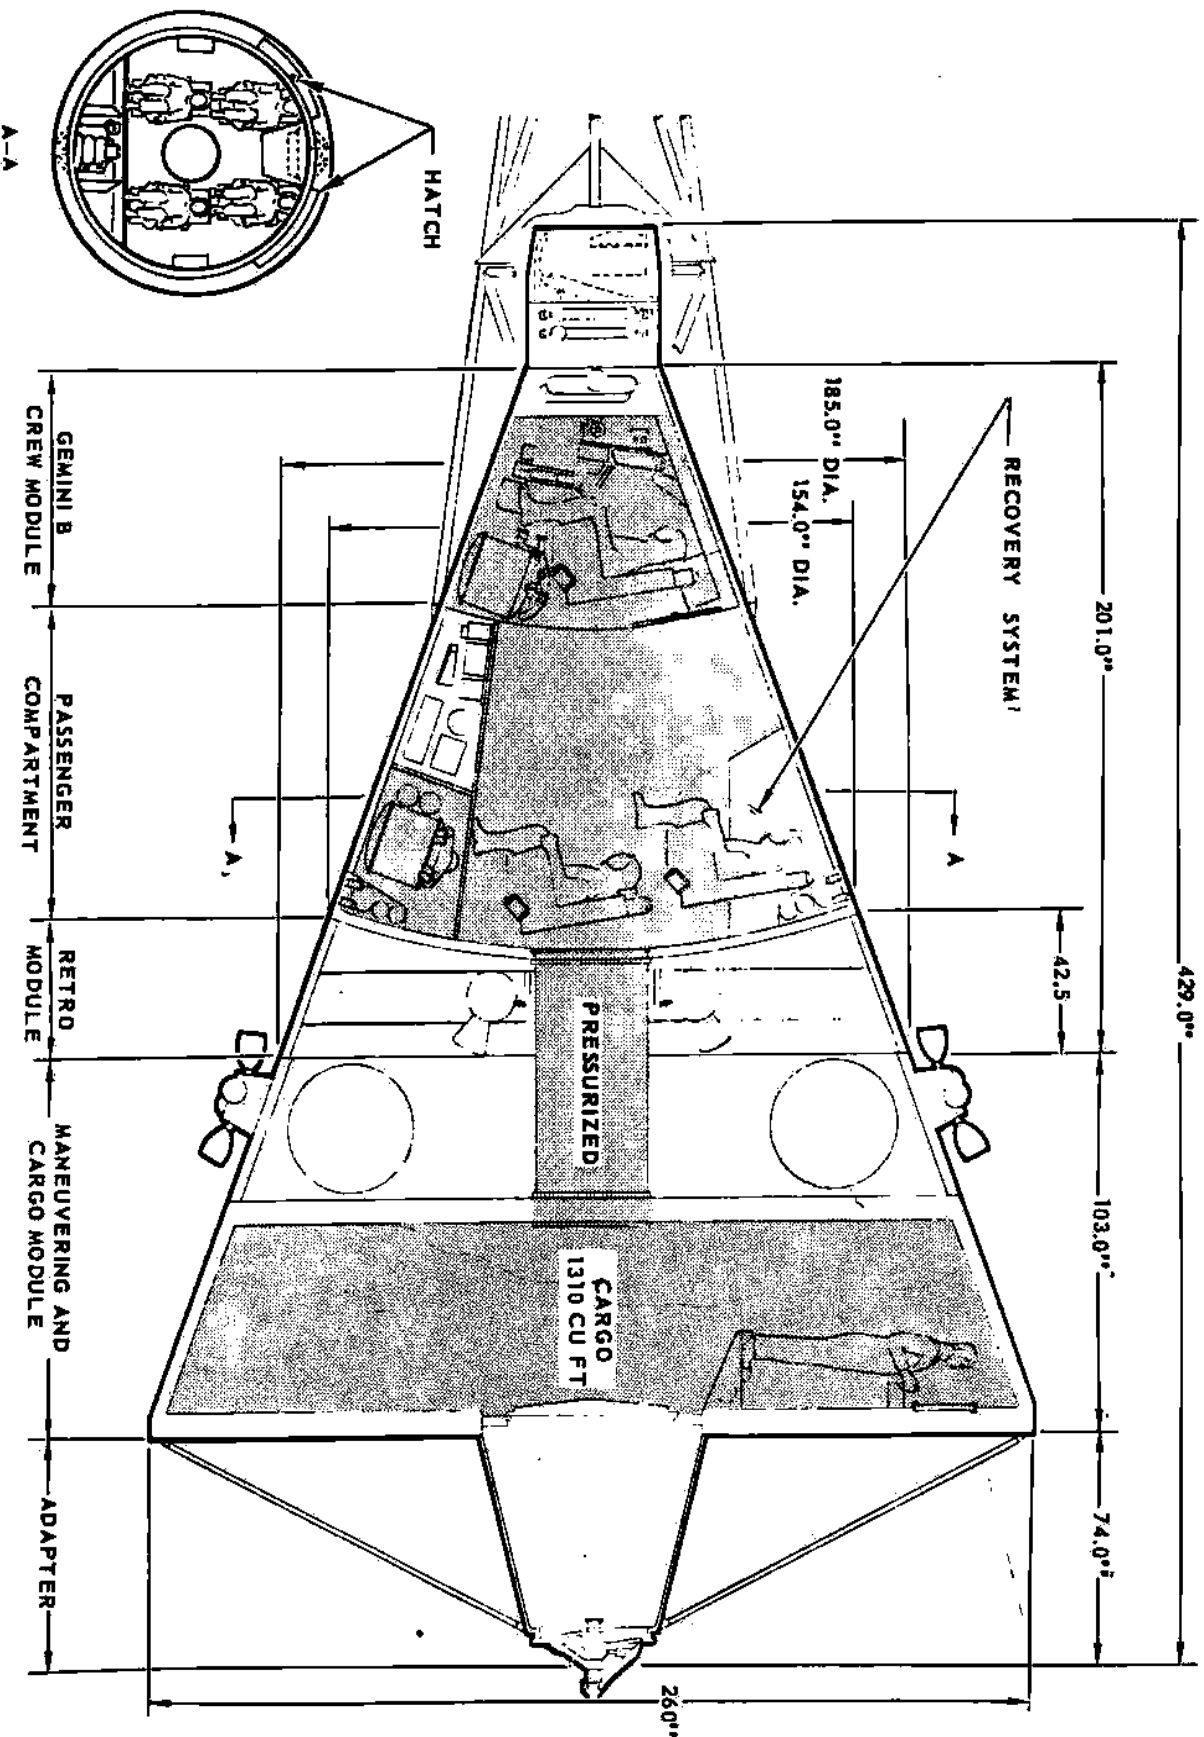 HATCH
A-A
429.0"
201.0"
103.0"
74.0"
42.5
RECOVERY SYSTEM
185.0" DIA.
154.0" DIA.
A
A
PRESSURIZED
CARGO
1310 CU FT
260"
GEMINI B
CREW MODULE
PASSENGER
COMPARTMENT
RETRO
MODULE
MANEUVERING AND
CARGO MODULE
ADAPTER